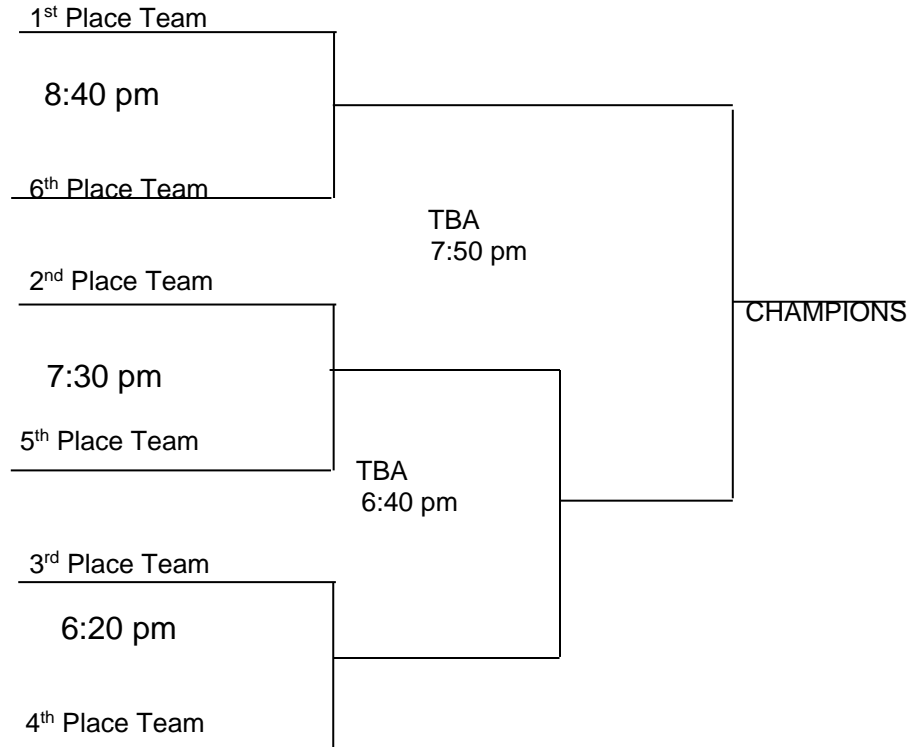 1st Place Team
8:40 pm
6th Place Team
TBA
7:50 pm
2nd Place Team
CHAMPIONS
7:30 pm
5th Place Team
TBA
6:40 pm
3rd Place Team
6:20 pm
4th Place Team